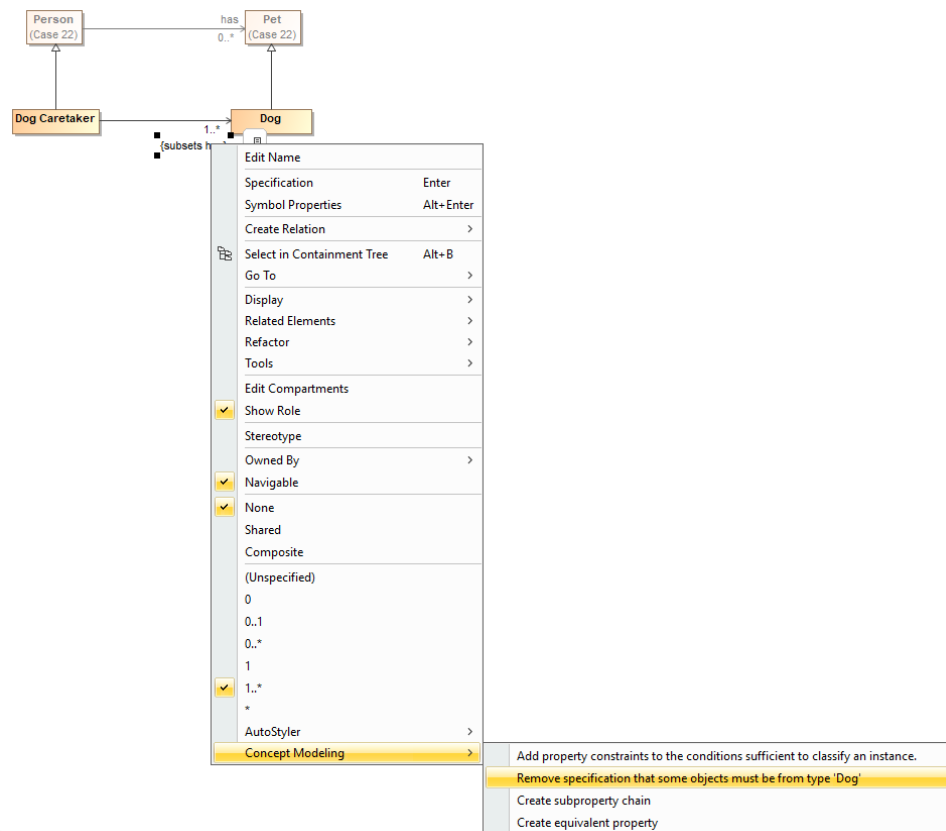 Person
(Case 22)
has
0..*
Pet
(Case 22)
Dog Caretaker
1..*
Dog
{subsets
Edit Name
Specification Enter
Symbol Properties Alt+Enter
Create Relation
Select in Containment Tree Alt+B
Go To
Display
Related Elements
Refactor
Tools
Edit Compartments
Show Role
Stereotype
Owned By
Navigable
None
Shared
Composite
(Unspecified)
0
0..1
0..*
1
1..*
*
AutoStyler
Concept Modeling
Add property constraints to the conditions sufficient to classify an instance.
Remove specification that some objects must be from type 'Dog'
Create subproperty chain
Create equivalent property